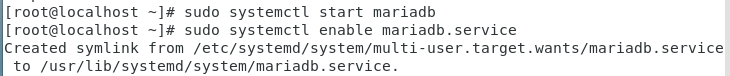 [root@localhost ~]# sudo systemctl start mariadb
[root@localhost ~]# sudo systemctl enable mariadb.service
Created symlink from /etc/systemd/system/multi-user.target.wants/mariadb.service
 to /usr/lib/systemd/system/mariadb.service.